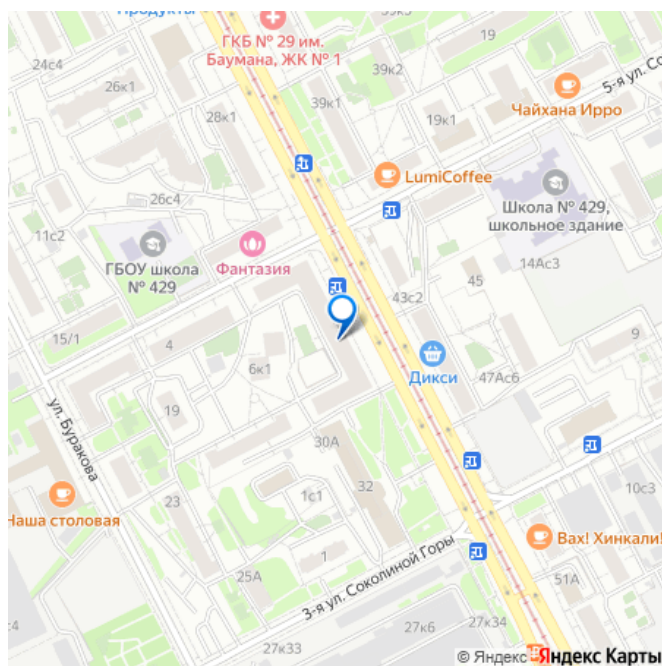 Продукты
ГКБ № 29 им.
Баумана, ЖК № 1
39к3
19
24с4
26к1
39к2
5-я ул. Со
Чайхана Ирро
28к1
39к1
19к1
LumiCoffee
26с4
Школа № 429,
школьное здание
11с2
ГБОУ школа
№ 429
Фантазия
14Ас3
45
43с2
15/1
4
9
6к1
Дикси
47Ас6
19
ул. Буракова
30А
10с3
1с1
32
23
Наша столовая
Вах! Хинкали!
1
3-я ул. Соколиной Горы
25А
51А
с4
27к6
27к34
27к33
© Яндекс Яндекс Карты